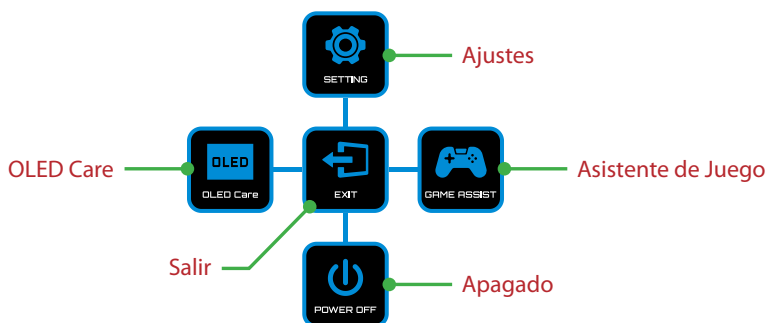 SETTING
Ajustes
OLED Care
OLED
OLED Care
EXIT
GAME ASSIST
Asistente de Juego
Salir
POWER OFF
Apagado